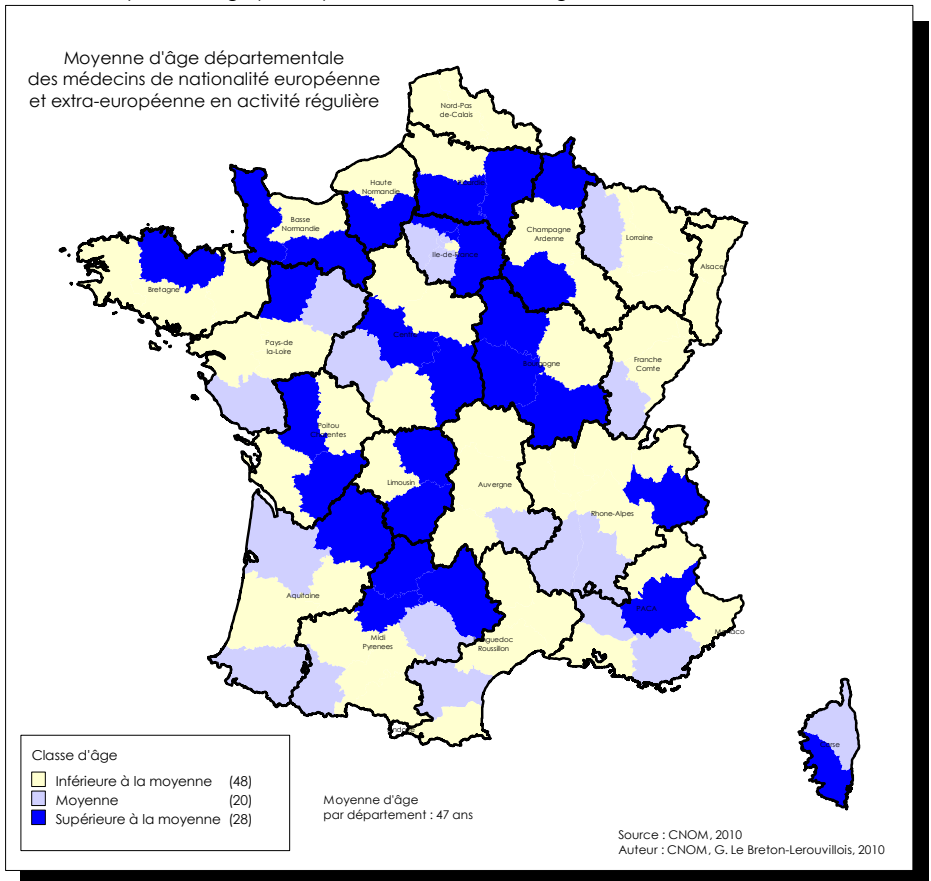 Moyenne d'âge départementale
des médecins de nationalité européenne
et extra-européenne en activité régulière
Nord-Pas
de-Calais
Haute
Normandie
Basse
Normandie
Champagne
Ardenne
Lorraine
Ile-de-France
Alsace
Bretagne
Pays-de
la-Loire
Centre
Bourgogne
Franche
Comte
Poitou
Charentes
Limousin
Auvergne
Rhone-Alpes
Aquitaine
PACA
Monaco
Midi
Pyrenees
Roussillon
Corse
Classe d'âge
Inférieure à la moyenne (48)
Moyenne (20)
Supérieure à la moyenne (28)
Moyenne d'âge
par département : 47 ans
Source : CNOM, 2010
Auteur : CNOM, G. Le Breton-Lerouvillois, 2010